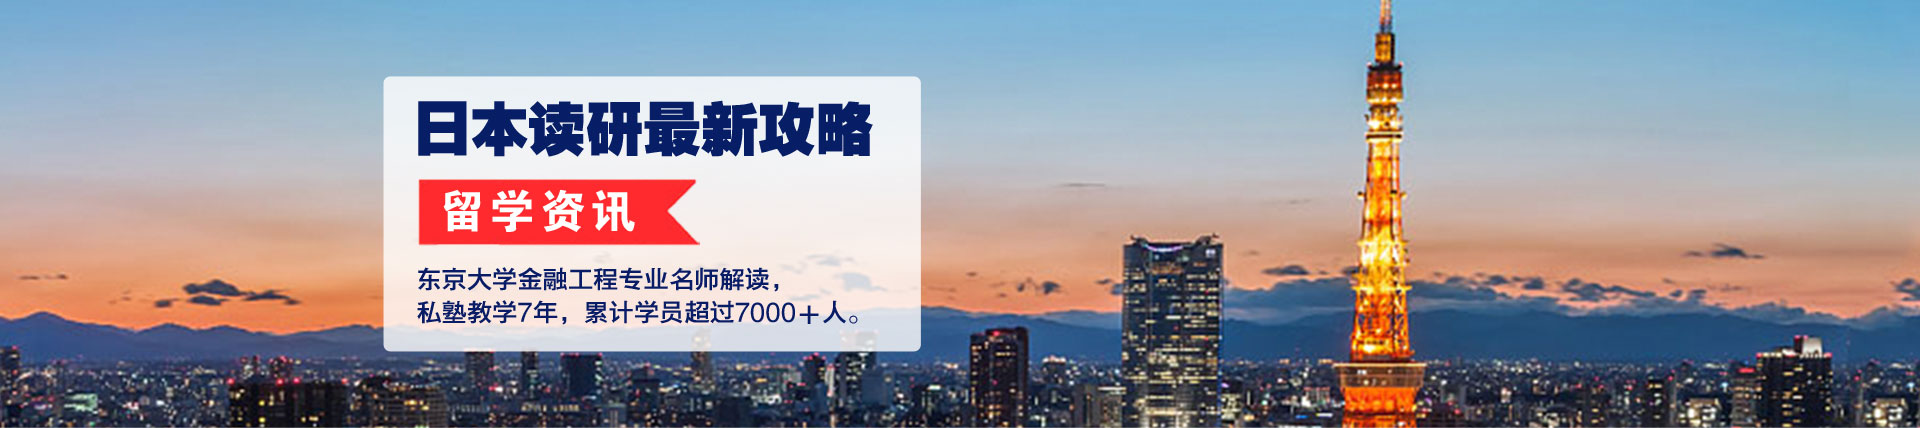 日本读研最新攻略
留学资讯
东京大学金融工程专业名师解读，
私塾教学7年，累计学员超过7000+人。